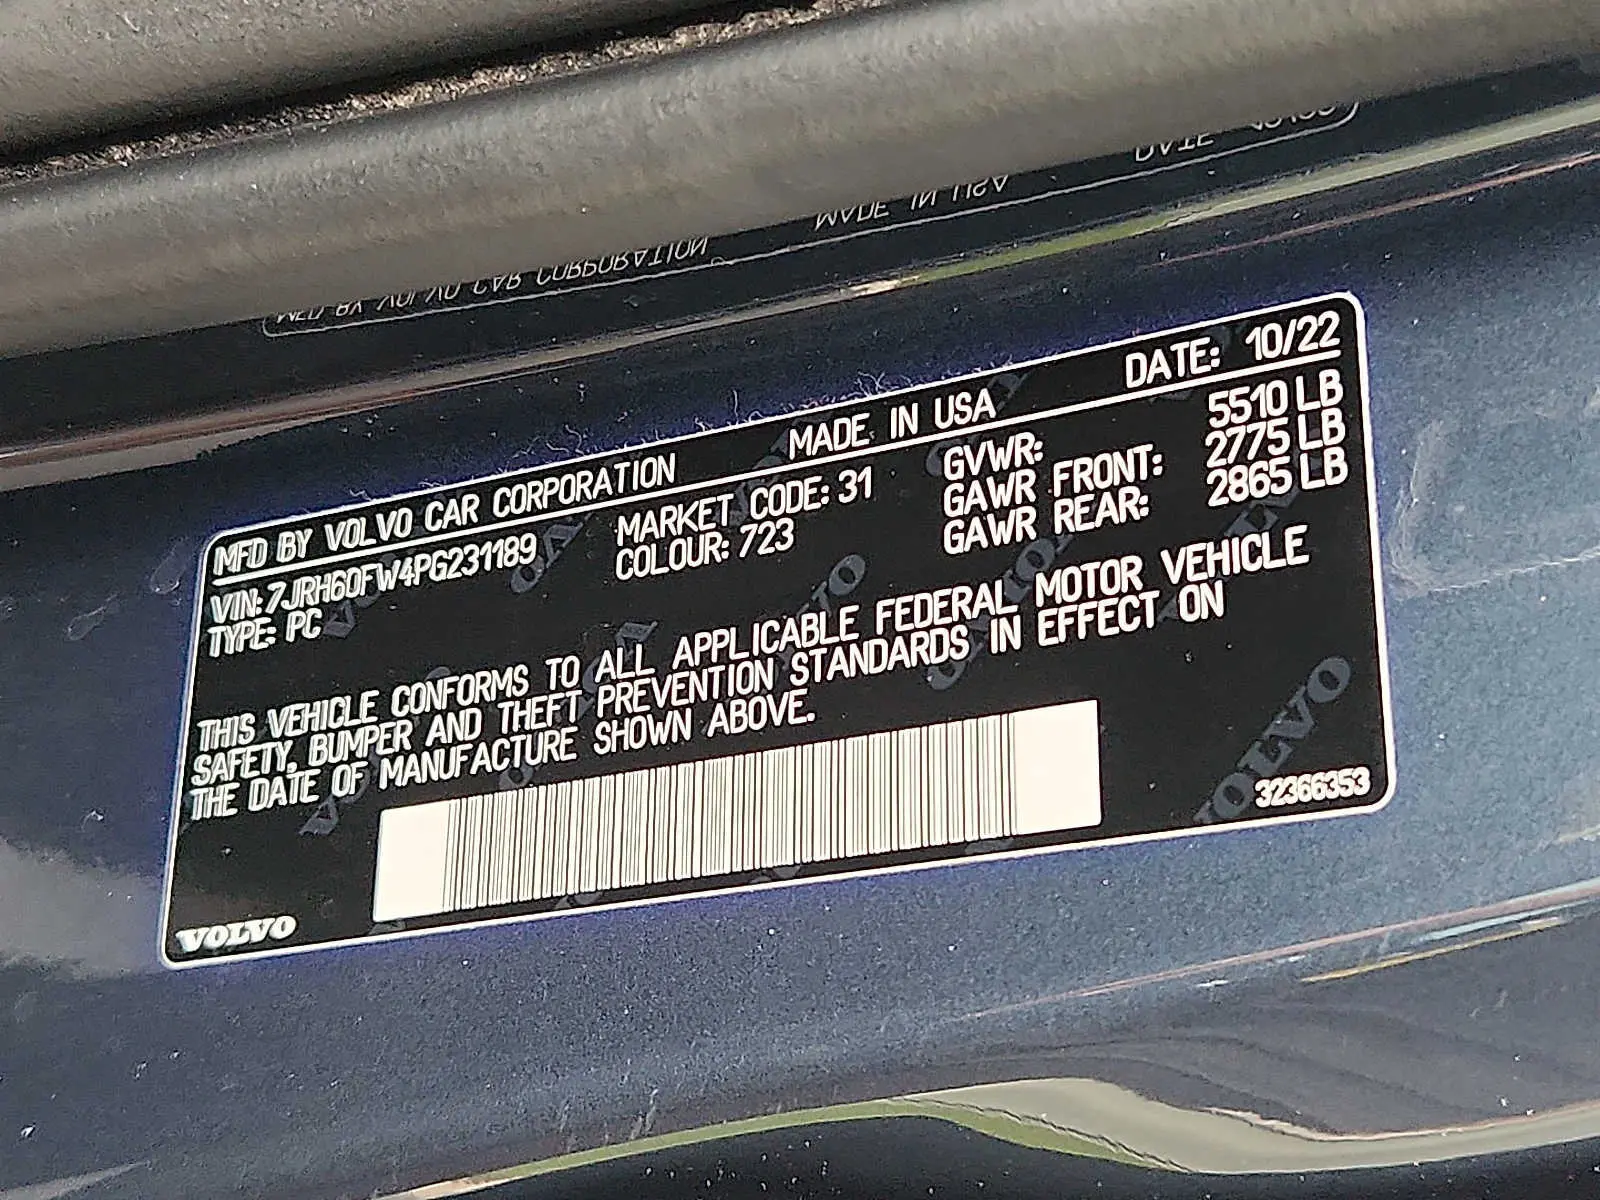 MFD BY VOLVO CAR CORPORATION MADE IN USA DATE: 10/22
VIN: 7JRH60FW4PG231189 MARKET CODE: 31 GVWR: 5510 LB
TYPE: PC COLOUR: 723 GAWR FRONT: 2775 LB
GAWR REAR: 2865 LB
THIS VEHICLE CONFORMS TO ALL APPLICABLE FEDERAL MOTOR VEHICLE
SAFETY, BUMPER AND THEFT PREVENTION STANDARDS IN EFFECT ON
THE DATE OF MANUFACTURE SHOWN ABOVE.
32366353
VOLVO